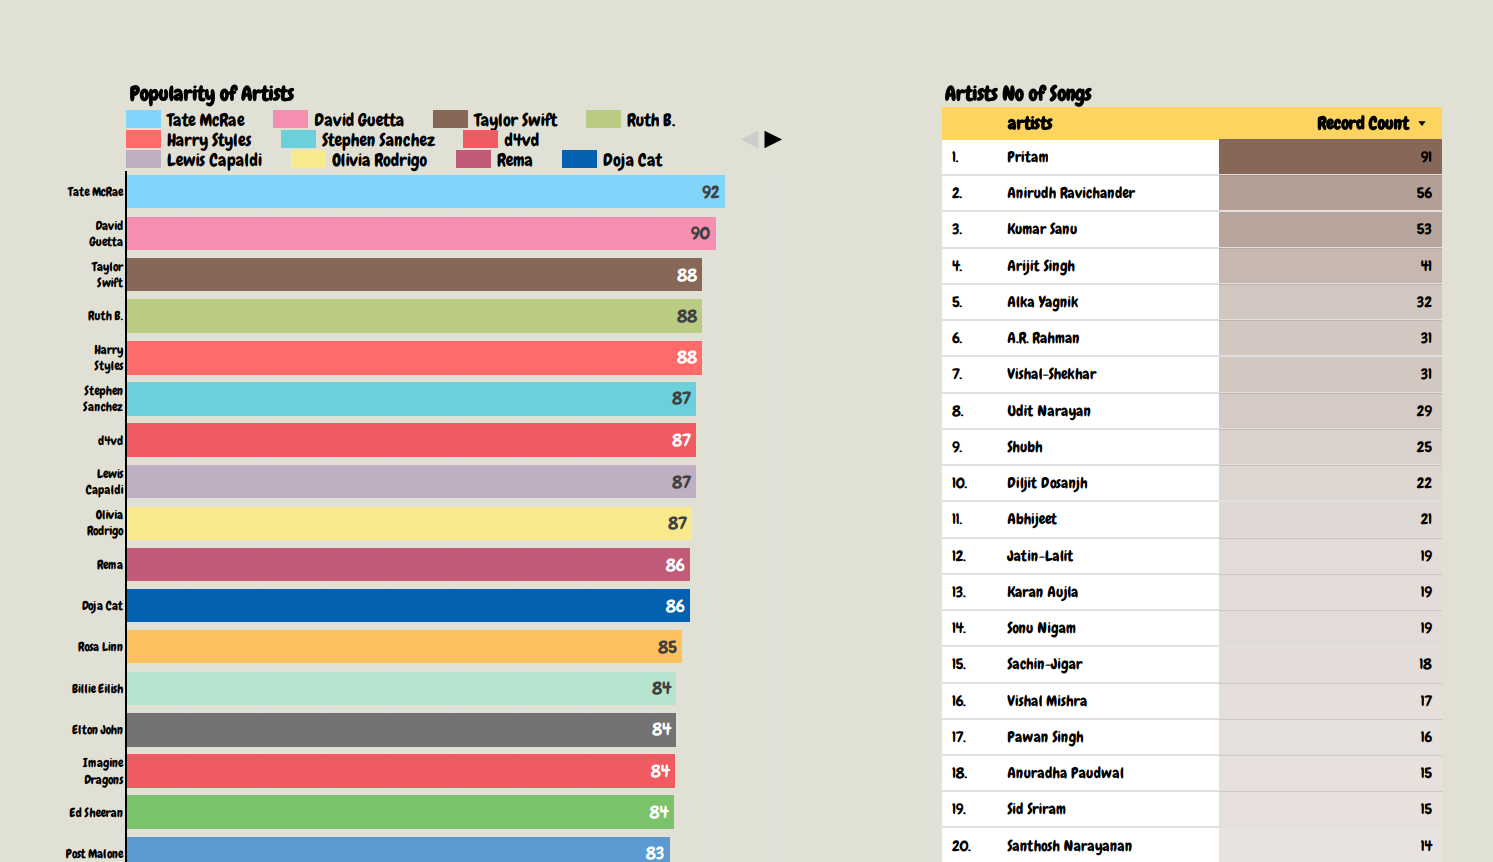 Popularity of Artists
Tate McRae David Guetta Taylor Swift Ruth B.
Harry Styles Stephen Sanchez d4vd
Lewis Capaldi Olivia Rodrigo Rema Doja Cat
Tate McRae 92
David
Guetta 90
Taylor
Swift 88
Ruth B. 88
Harry
Styles 88
Stephen
Sanchez 87
d4vd 87
Lewis
Capaldi 87
Olivia
Rodrigo 87
Rema 86
Doja Cat 86
Rosa Linn 85
Billie Eilish 84
Elton John 84
Imagine
Dragons 84
Ed Sheeran 84
Post Malone 83
Artists No of Songs
artists Record Count
1. Pritam 91
2. Anirudh Ravichander 56
3. Kumar Sanu 53
4. Arijit Singh 41
5. Alka Yagnik 32
6. A.R. Rahman 31
7. Vishal-Shekhar 31
8. Udit Narayan 29
9. Shubh 25
10. Diljit Dosanjh 22
11. Abhijeet 21
12. Jatin-Lalit 19
13. Karan Aujla 19
14. Sonu Nigam 19
15. Sachin-Jigar 18
16. Vishal Mishra 17
17. Pawan Singh 16
18. Anuradha Paudwal 15
19. Sid Sriram 15
20. Santhosh Narayanan 14